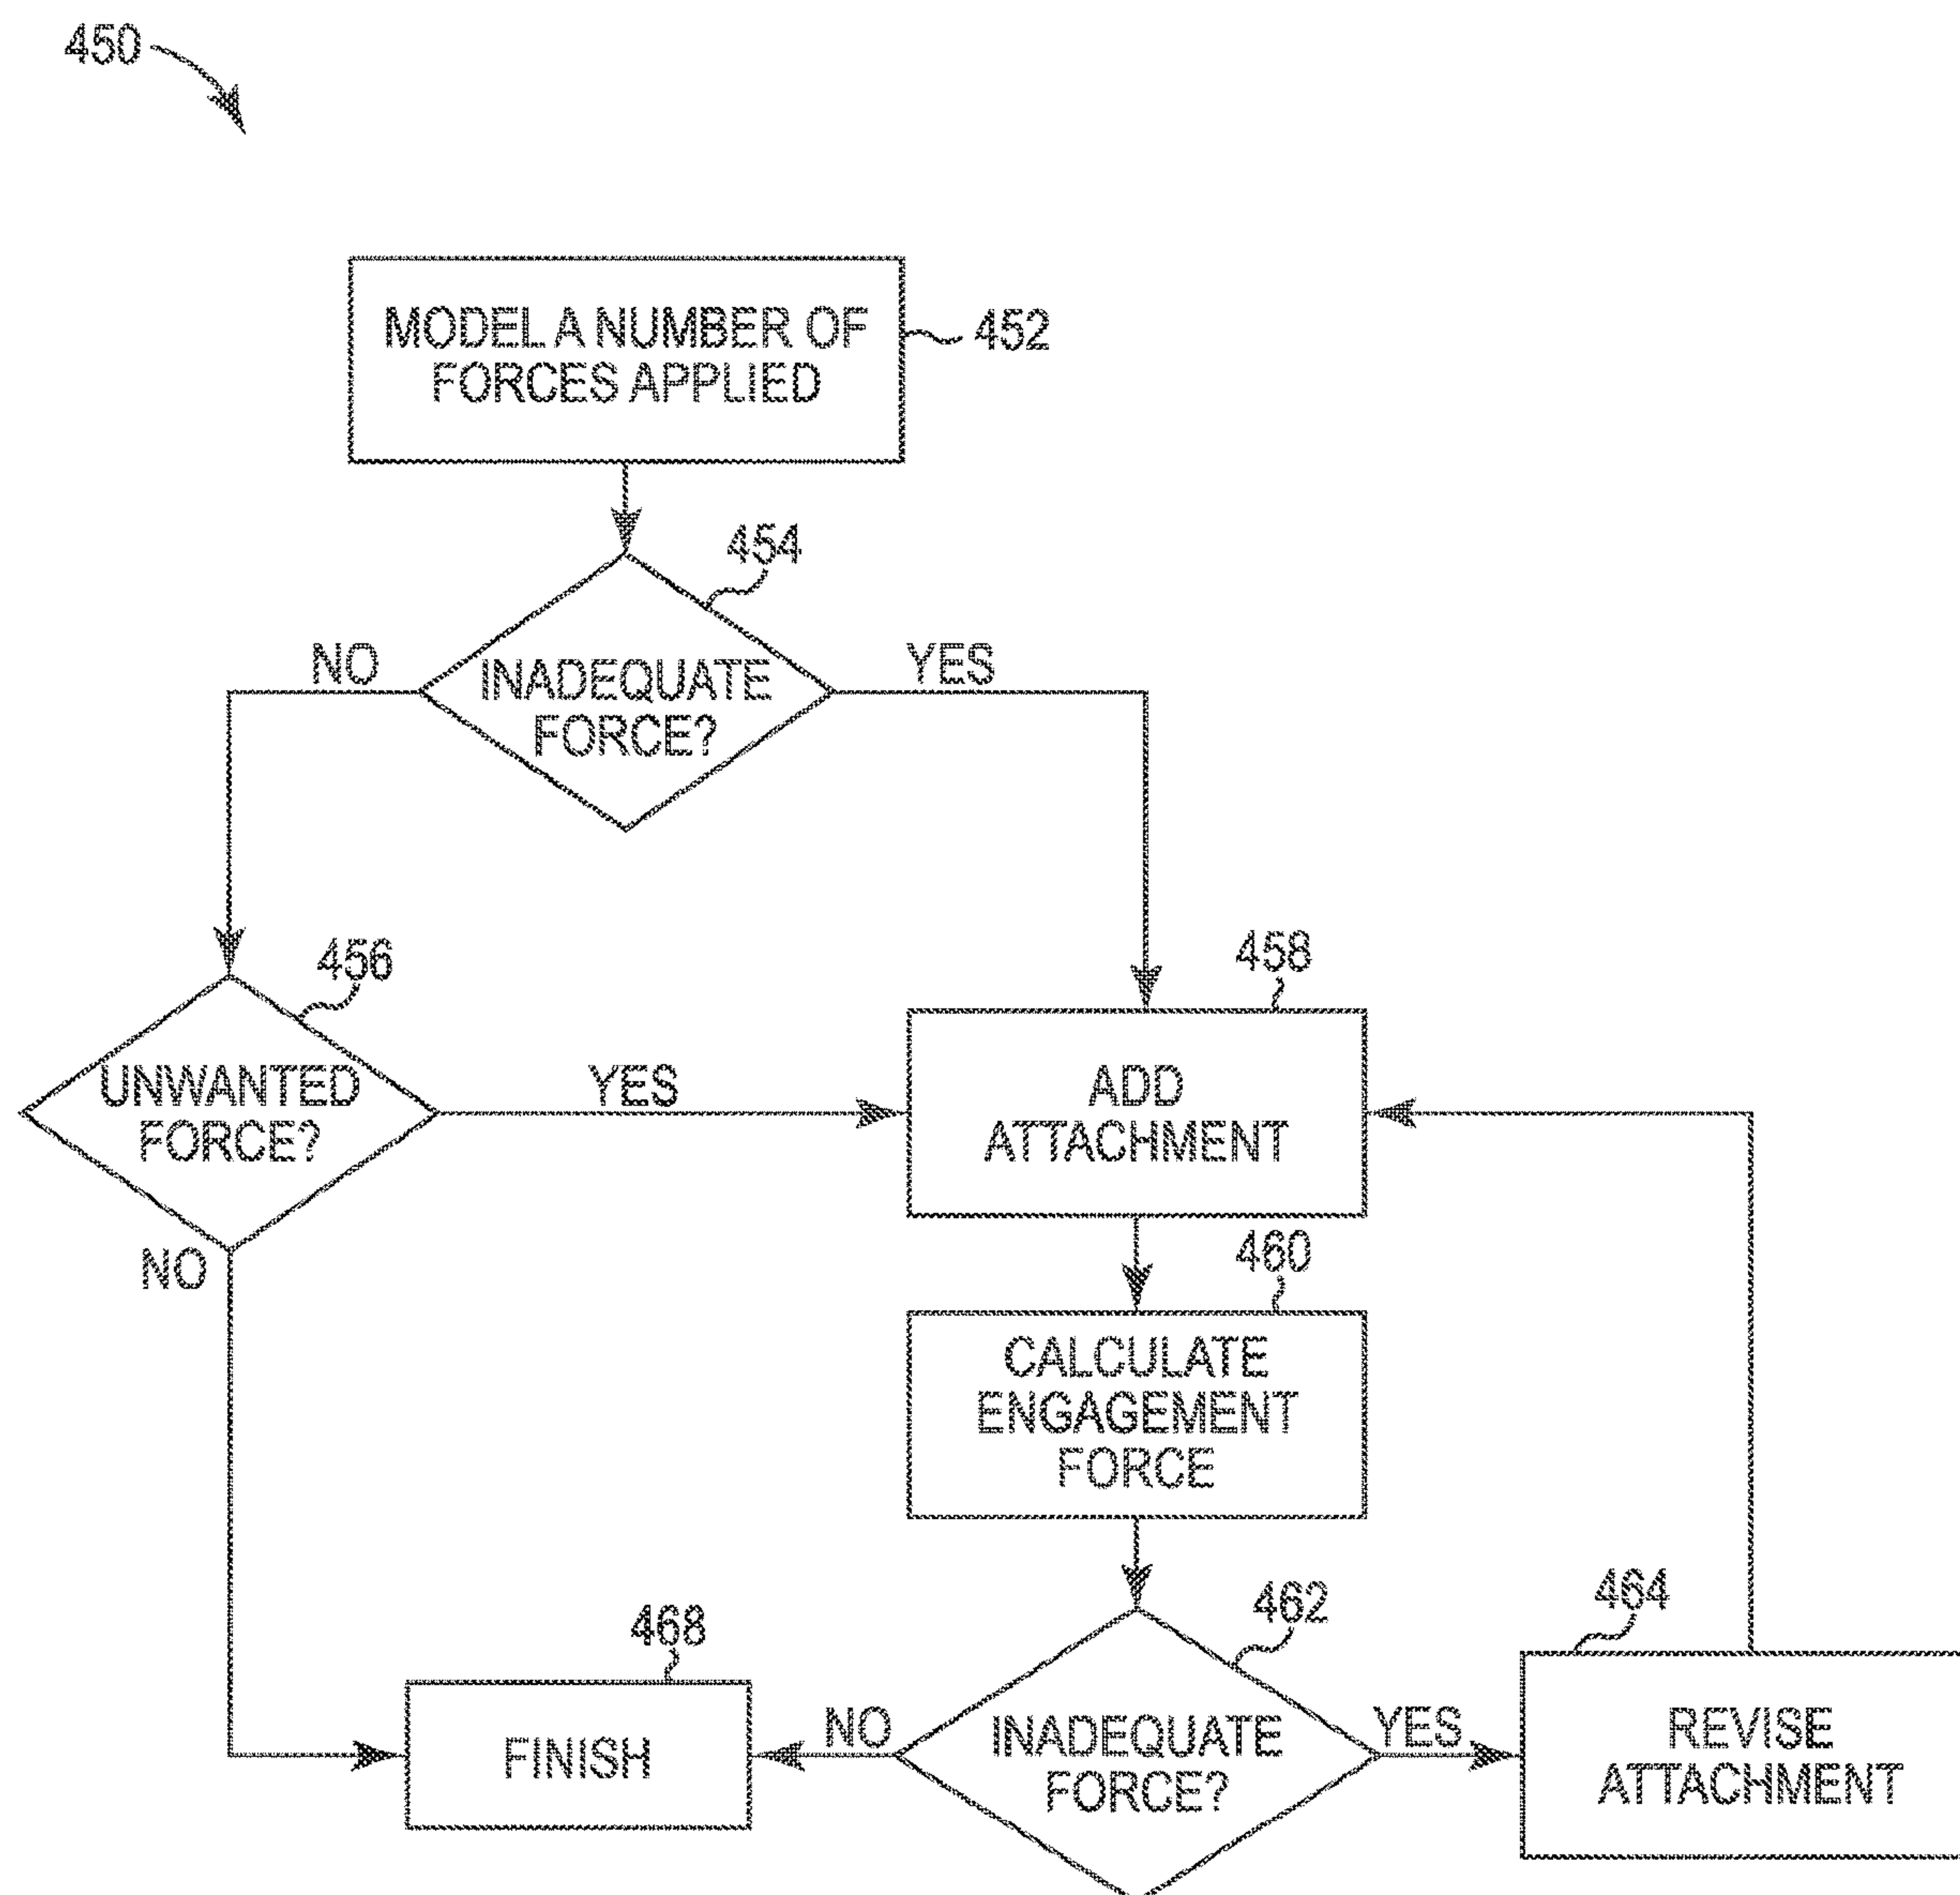 450
MODEL A NUMBER OF
FORCES APPLIED
452
454
NO
INADEQUATE
FORCE?
YES
456
UNWANTED
FORCE?
YES
NO
458
ADD
ATTACHMENT
460
CALCULATE
ENGAGEMENT
FORCE
462
INADEQUATE
FORCE?
NO
YES
464
REVISE
ATTACHMENT
468
FINISH